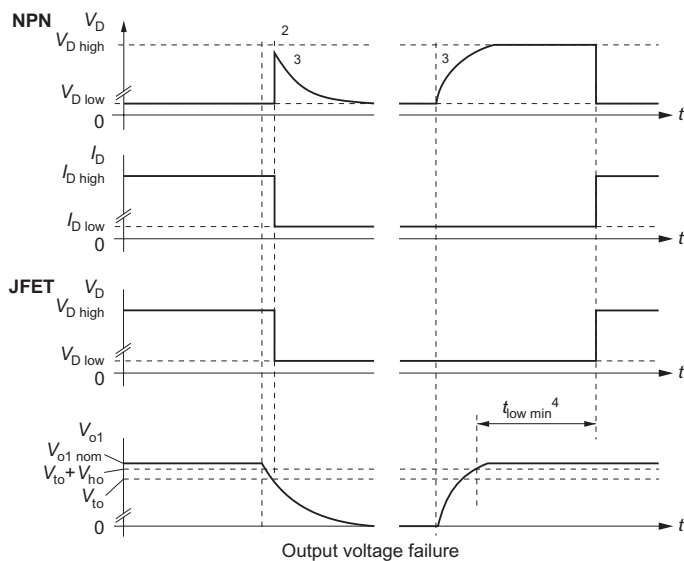 NPN V_D
V_D high
2
3
3
V_D low
0
t
I_D
I_D high
I_D low
0
t
JFET V_D
V_D high
V_D low
0
t
t_low min^4
V_o1
V_o1 nom
V_to + V_ho
V_to
0
t
Output voltage failure